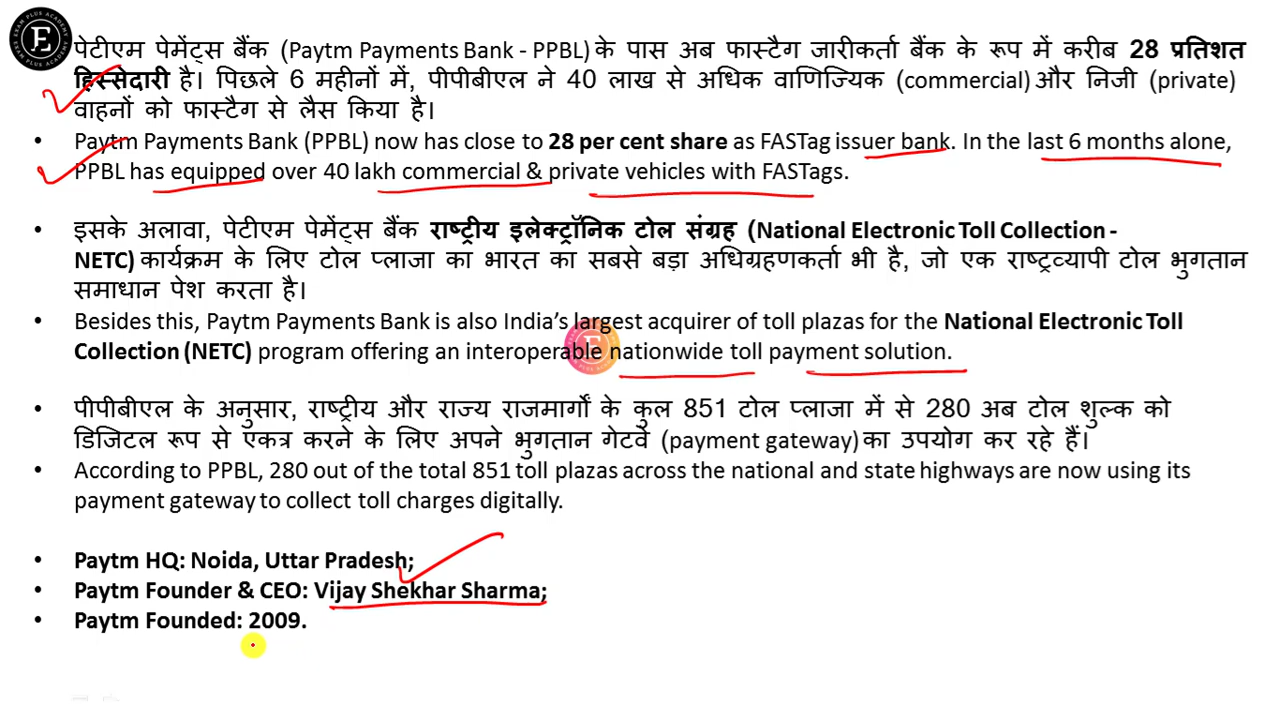 पेटीएम पेमेंट्स बैंक (Paytm Payments Bank - PPBL) के पास अब फास्टैग जारीकर्ता बैंक के रूप में करीब 28 प्रतिशत
हिस्सेदारी है। पिछले 6 महीनों में, पीपीबीएल ने 40 लाख से अधिक वाणिज्यिक (commercial) और निजी (private)
वाहनों को फास्टैग से लैस किया है।
• Paytm Payments Bank (PPBL) now has close to 28 per cent share as FASTag issuer bank. In the last 6 months alone,
PPBL has equipped over 40 lakh commercial & private vehicles with FASTags.
• इसके अलावा, पेटीएम पेमेंट्स बैंक राष्ट्रीय इलेक्ट्रॉनिक टोल संग्रह (National Electronic Toll Collection -
NETC) कार्यक्रम के लिए टोल प्लाजा का भारत का सबसे बड़ा अधिग्रहणकर्ता भी है, जो एक राष्ट्रव्यापी टोल भुगतान
समाधान पेश करता है।
• Besides this, Paytm Payments Bank is also India's largest acquirer of toll plazas for the National Electronic Toll
Collection (NETC) program offering an interoperable nationwide toll payment solution.
• पीपीबीएल के अनुसार, राष्ट्रीय और राज्य राजमार्गों के कुल 851 टोल प्लाजा में से 280 अब टोल शुल्क को
डिजिटल रूप से एकत्र करने के लिए अपने भुगतान गेटवे (payment gateway) का उपयोग कर रहे हैं।
• According to PPBL, 280 out of the total 851 toll plazas across the national and state highways are now using its
payment gateway to collect toll charges digitally.
• Paytm HQ: Noida, Uttar Pradesh;
• Paytm Founder & CEO: Vijay Shekhar Sharma;
• Paytm Founded: 2009.